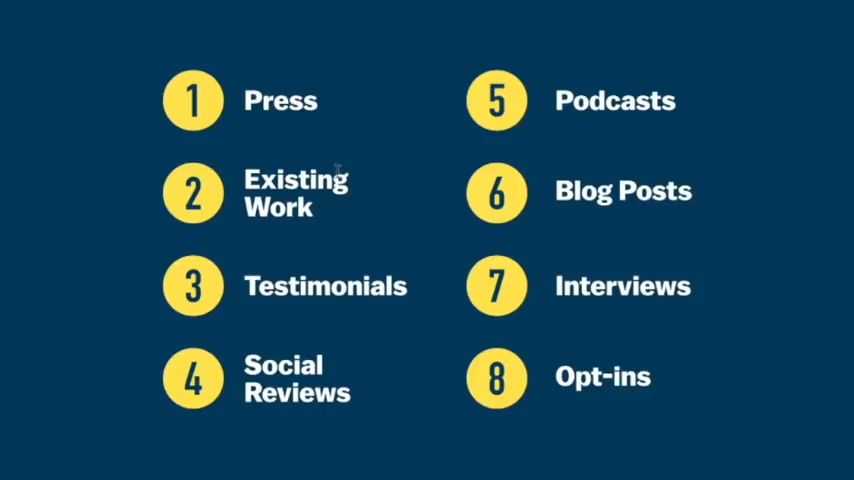 1 Press
2 Existing
Work
3 Testimonials
4 Social
Reviews
5 Podcasts
6 Blog Posts
7 Interviews
8 Opt-ins